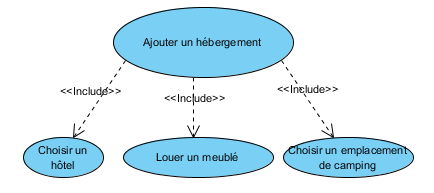 Ajouter un hébergement
<<Include>>
<<Include>>
<<Include>>
Choisir un
hôtel
Louer un meublé
Choisir un emplacement
de camping